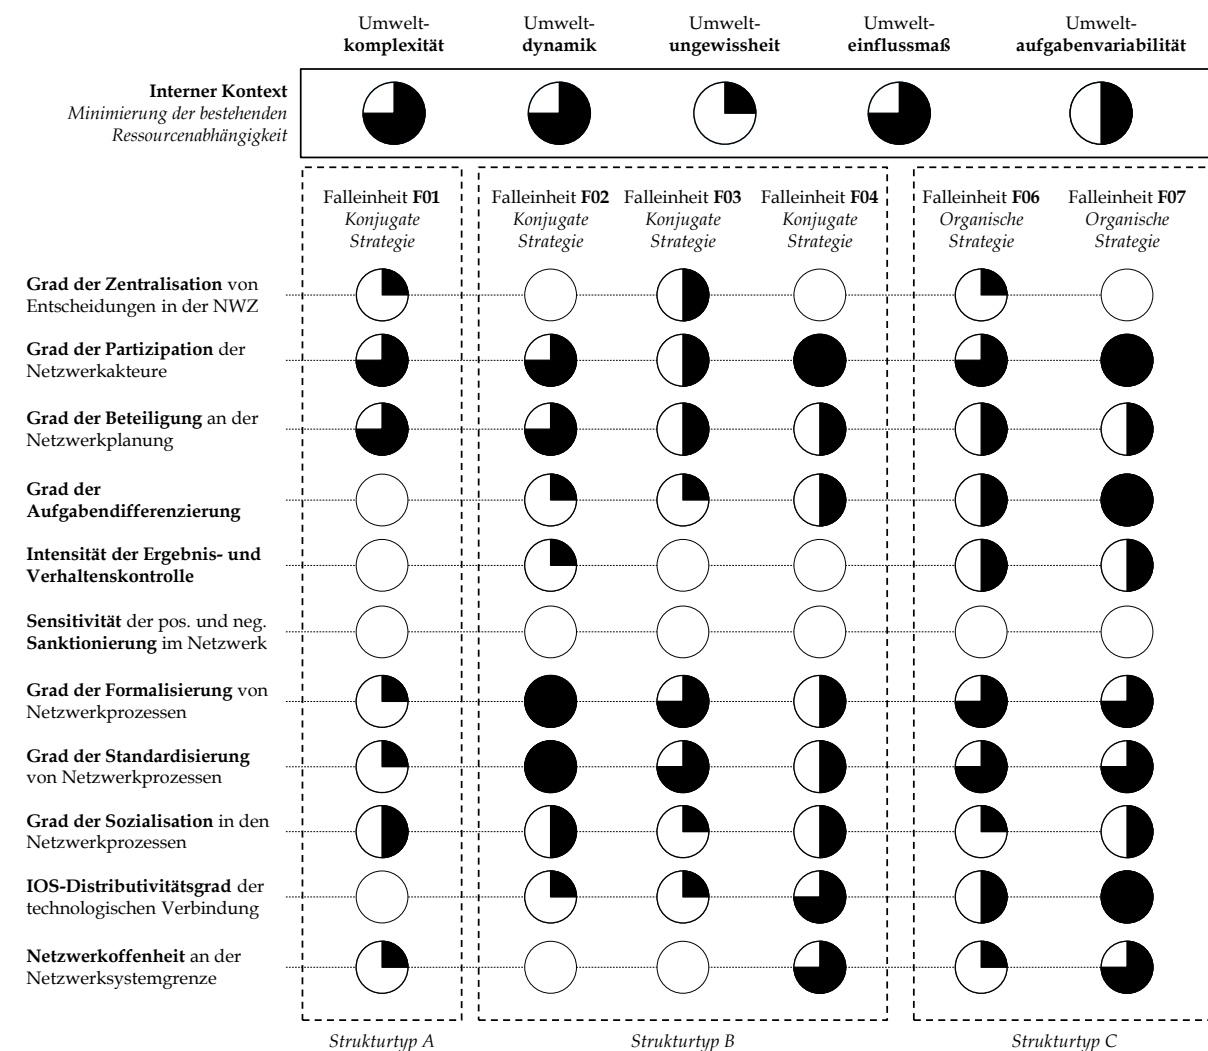 Umwelt-
komplexität
Umwelt-
dynamik
Umwelt-
ungewissheit
Umwelt-
einflussmaß
Umwelt-
aufgabenvariabilität
Interner Kontext
Minimierung der bestehenden
Ressourcenabhängigkeit
Falleinheit F01
Konjugate
Strategie
Falleinheit F02
Konjugate
Strategie
Falleinheit F03
Konjugate
Strategie
Falleinheit F04
Konjugate
Strategie
Falleinheit F06
Organische
Strategie
Falleinheit F07
Organische
Strategie
Grad der Zentralisation von
Entscheidungen in der NWZ
Grad der Partizipation der
Netzwerkakteure
Grad der Beteiligung an der
Netzwerkplanung
Grad der
Aufgabendifferenzierung
Intensität der Ergebnis- und
Verhaltenskontrolle
Sensitivität der pos. und neg.
Sanktionierung im Netzwerk
Grad der Formalisierung von
Netzwerkprozessen
Grad der Standardisierung
von Netzwerkprozessen
Grad der Sozialisation in den
Netzwerkprozessen
IOS-Distributivitätsgrad der
technologischen Verbindung
Netzwerkoffenheit an der
Netzwerksystemgrenze
Strukturtyp A
Strukturtyp B
Strukturtyp C